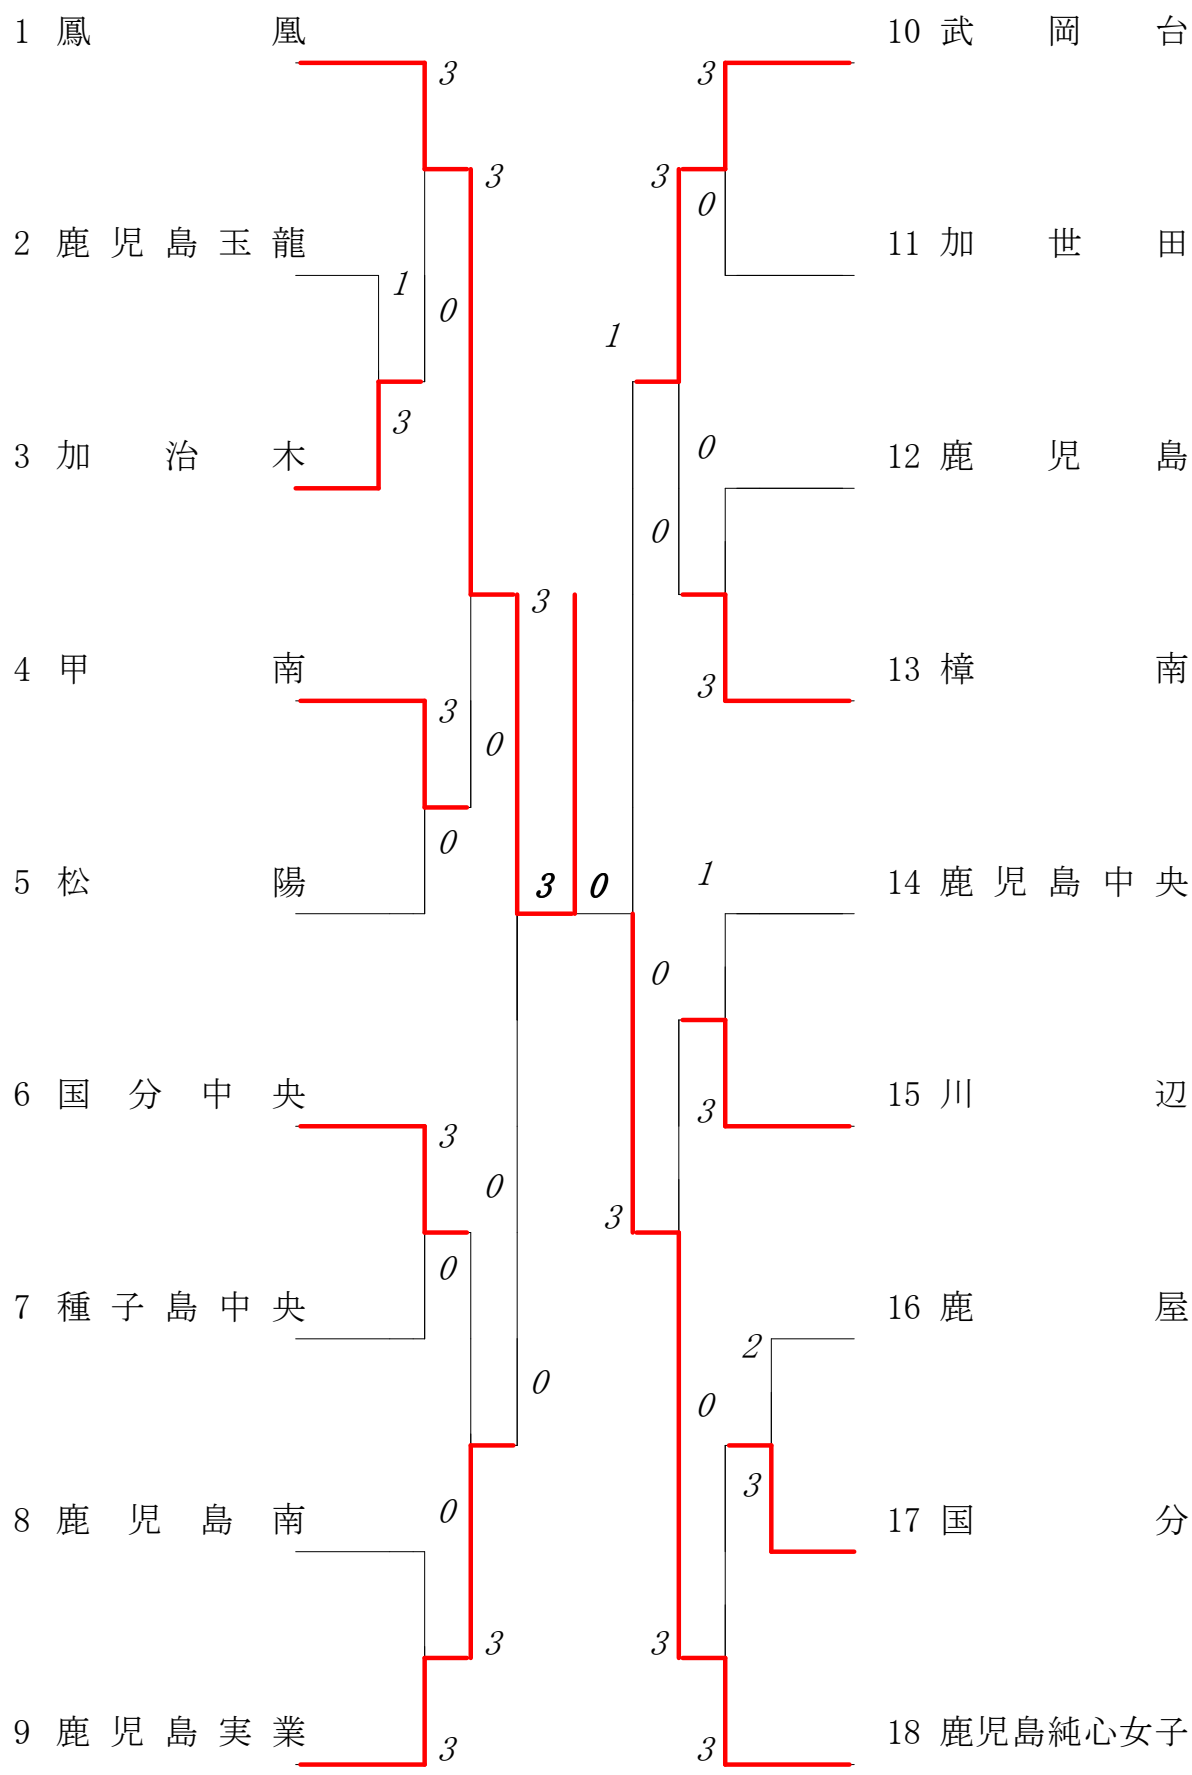 1 鳳凰
3
3
2 鹿児島玉龍
1
0
3
3 加治木
3
4 甲南
3
0
0
5 松陽
3 0
6 国分中央
3
0
0
7 種子島中央
0
8 鹿児島南
0
3
9 鹿児島実業
3
10 武岡台
3
3
0
11 加世田
1
0
12 鹿児島
0
3
13 樟南
1
14 鹿児島中央
0
3
15 川辺
3
16 鹿屋
2
0
3
17 国分
3
18 鹿児島純心女子
3